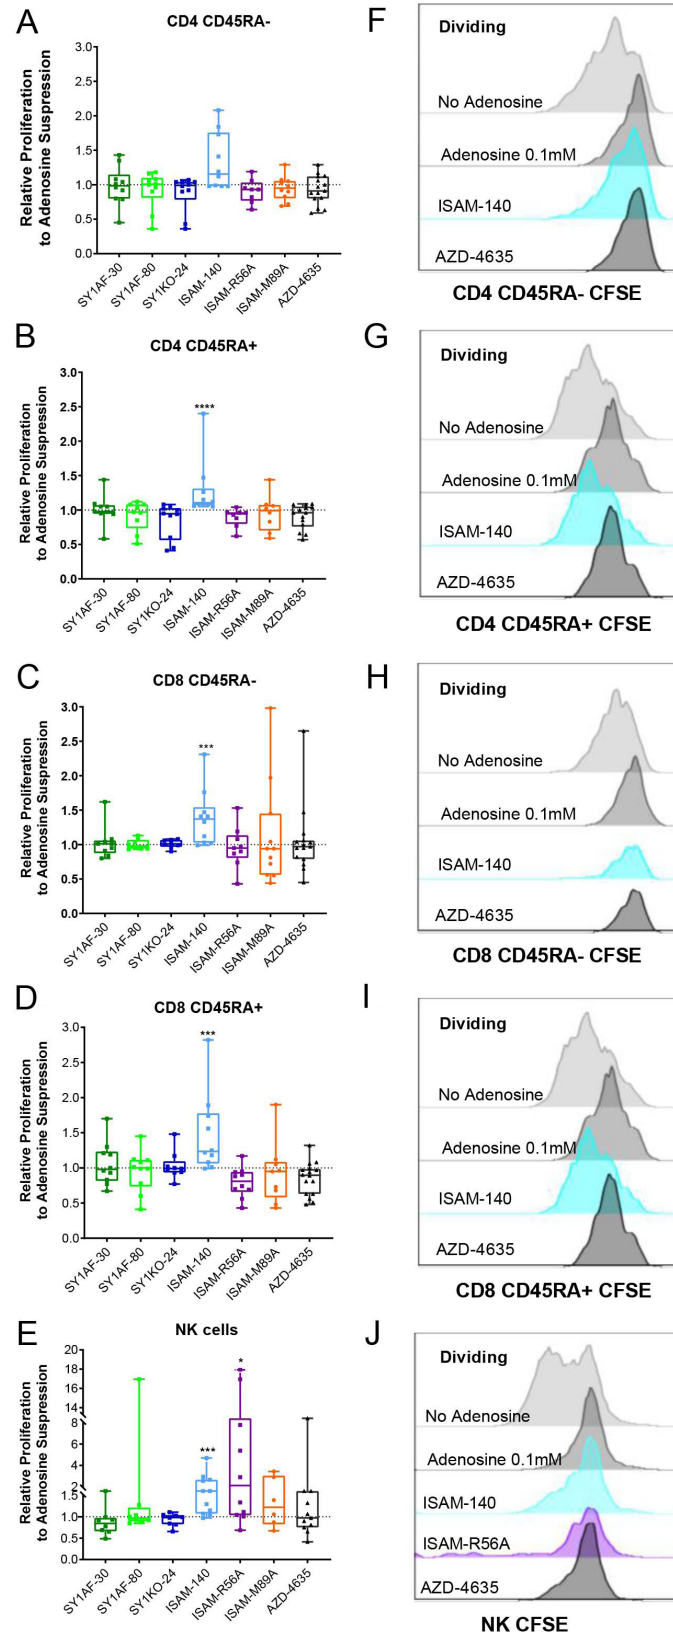 A
CD4 CD45RA-
Relative Proliferation
to Adenosine Suspression
3.0
2.5
2.0
1.5
1.0
0.5
0.0
SY1AF-30
SY1AF-80
SY1KO-24
ISAM-140
ISAM-R56A
ISAM-M89A
AZD-4635
F
Dividing
No Adenosine
Adenosine 0.1mM
ISAM-140
AZD-4635
CD4 CD45RA- CFSE
B
CD4 CD45RA+
Relative Proliferation
to Adenosine Suspression
3.0
2.5
2.0
1.5
1.0
0.5
0.0
****
SY1AF-30
SY1AF-80
SY1KO-24
ISAM-140
ISAM-R56A
ISAM-M89A
AZD-4635
G
Dividing
No Adenosine
Adenosine 0.1mM
ISAM-140
AZD-4635
CD4 CD45RA+ CFSE
C
CD8 CD45RA-
Relative Proliferation
to Adenosine Suspression
3.0
2.5
2.0
1.5
1.0
0.5
0.0
***
SY1AF-30
SY1AF-80
SY1KO-24
ISAM-140
ISAM-R56A
ISAM-M89A
AZD-4635
H
Dividing
No Adenosine
Adenosine 0.1mM
ISAM-140
AZD-4635
CD8 CD45RA- CFSE
D
CD8 CD45RA+
Relative Proliferation
to Adenosine Suspression
3.0
2.5
2.0
1.5
1.0
0.5
0.0
***
SY1AF-30
SY1AF-80
SY1KO-24
ISAM-140
ISAM-R56A
ISAM-M89A
AZD-4635
I
Dividing
No Adenosine
Adenosine 0.1mM
ISAM-140
AZD-4635
CD8 CD45RA+ CFSE
E
NK cells
Relative Proliferation
to Adenosine Suspression
20
18
16
14
8
6
4
2
1.5
1.0
0.5
0.0
***
*
SY1AF-30
SY1AF-80
SY1KO-24
ISAM-140
ISAM-R56A
ISAM-M89A
AZD-4635
J
Dividing
No Adenosine
Adenosine 0.1mM
ISAM-140
ISAM-R56A
AZD-4635
NK CFSE